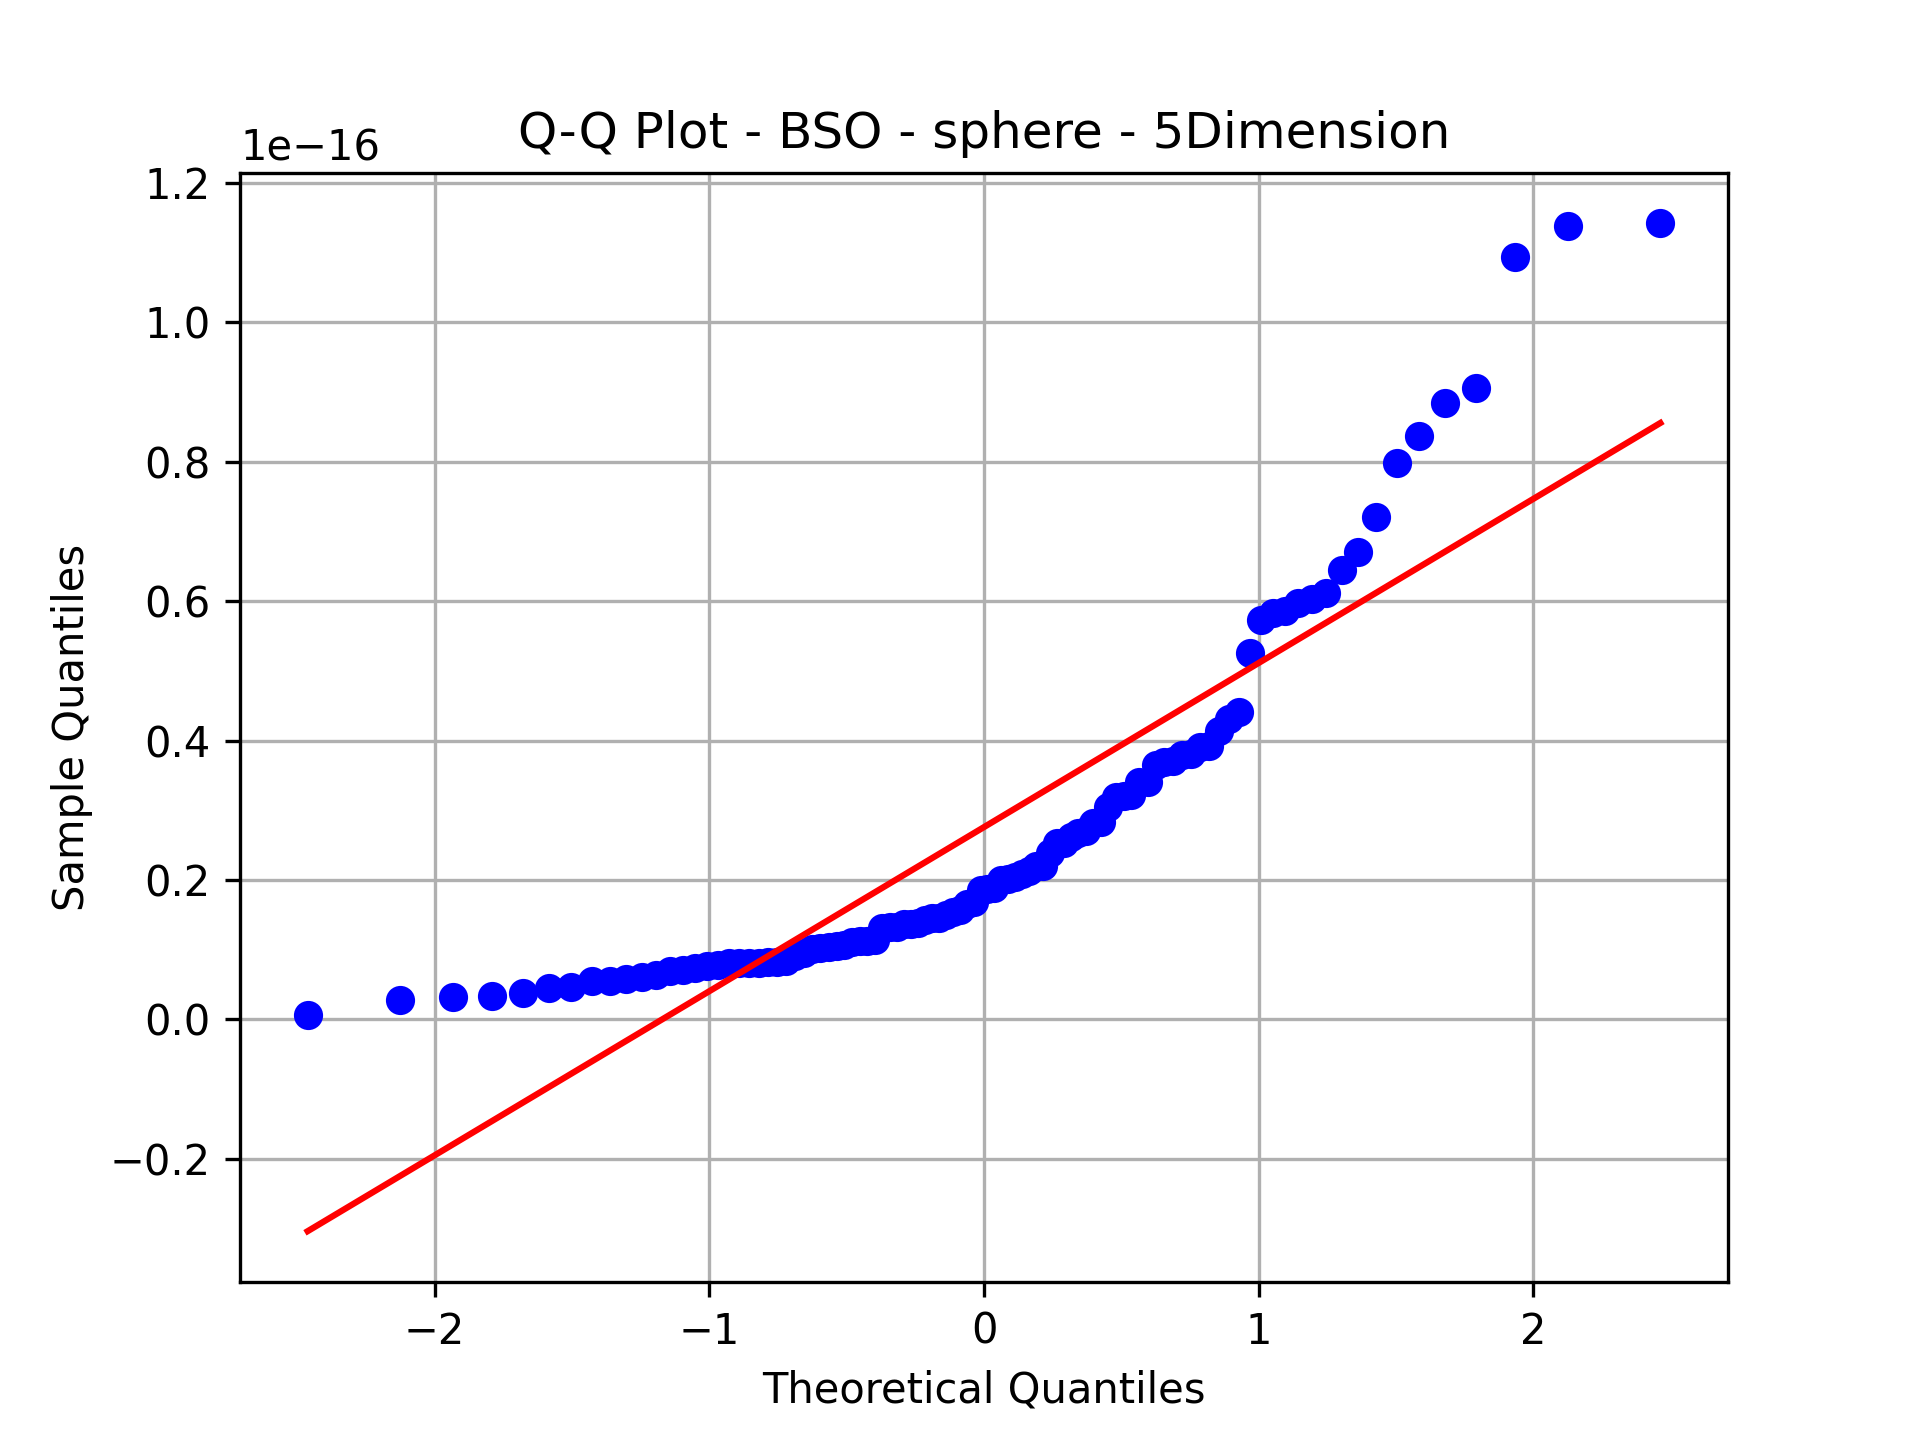 Q-Q Plot - BSO - sphere - 5Dimension
1e−16
1.2
1.0
0.8
0.6
0.4
0.2
0.0
−0.2
Sample Quantiles
−2 −1 0 1 2
Theoretical Quantiles